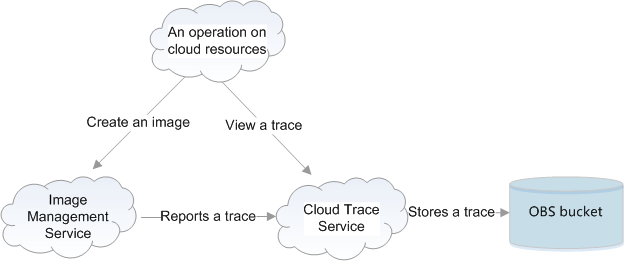 An operation on
cloud resources
Create an image
View a trace
Image
Management
Service
Reports a trace
Cloud Trace
Service
Stores a trace
OBS bucket